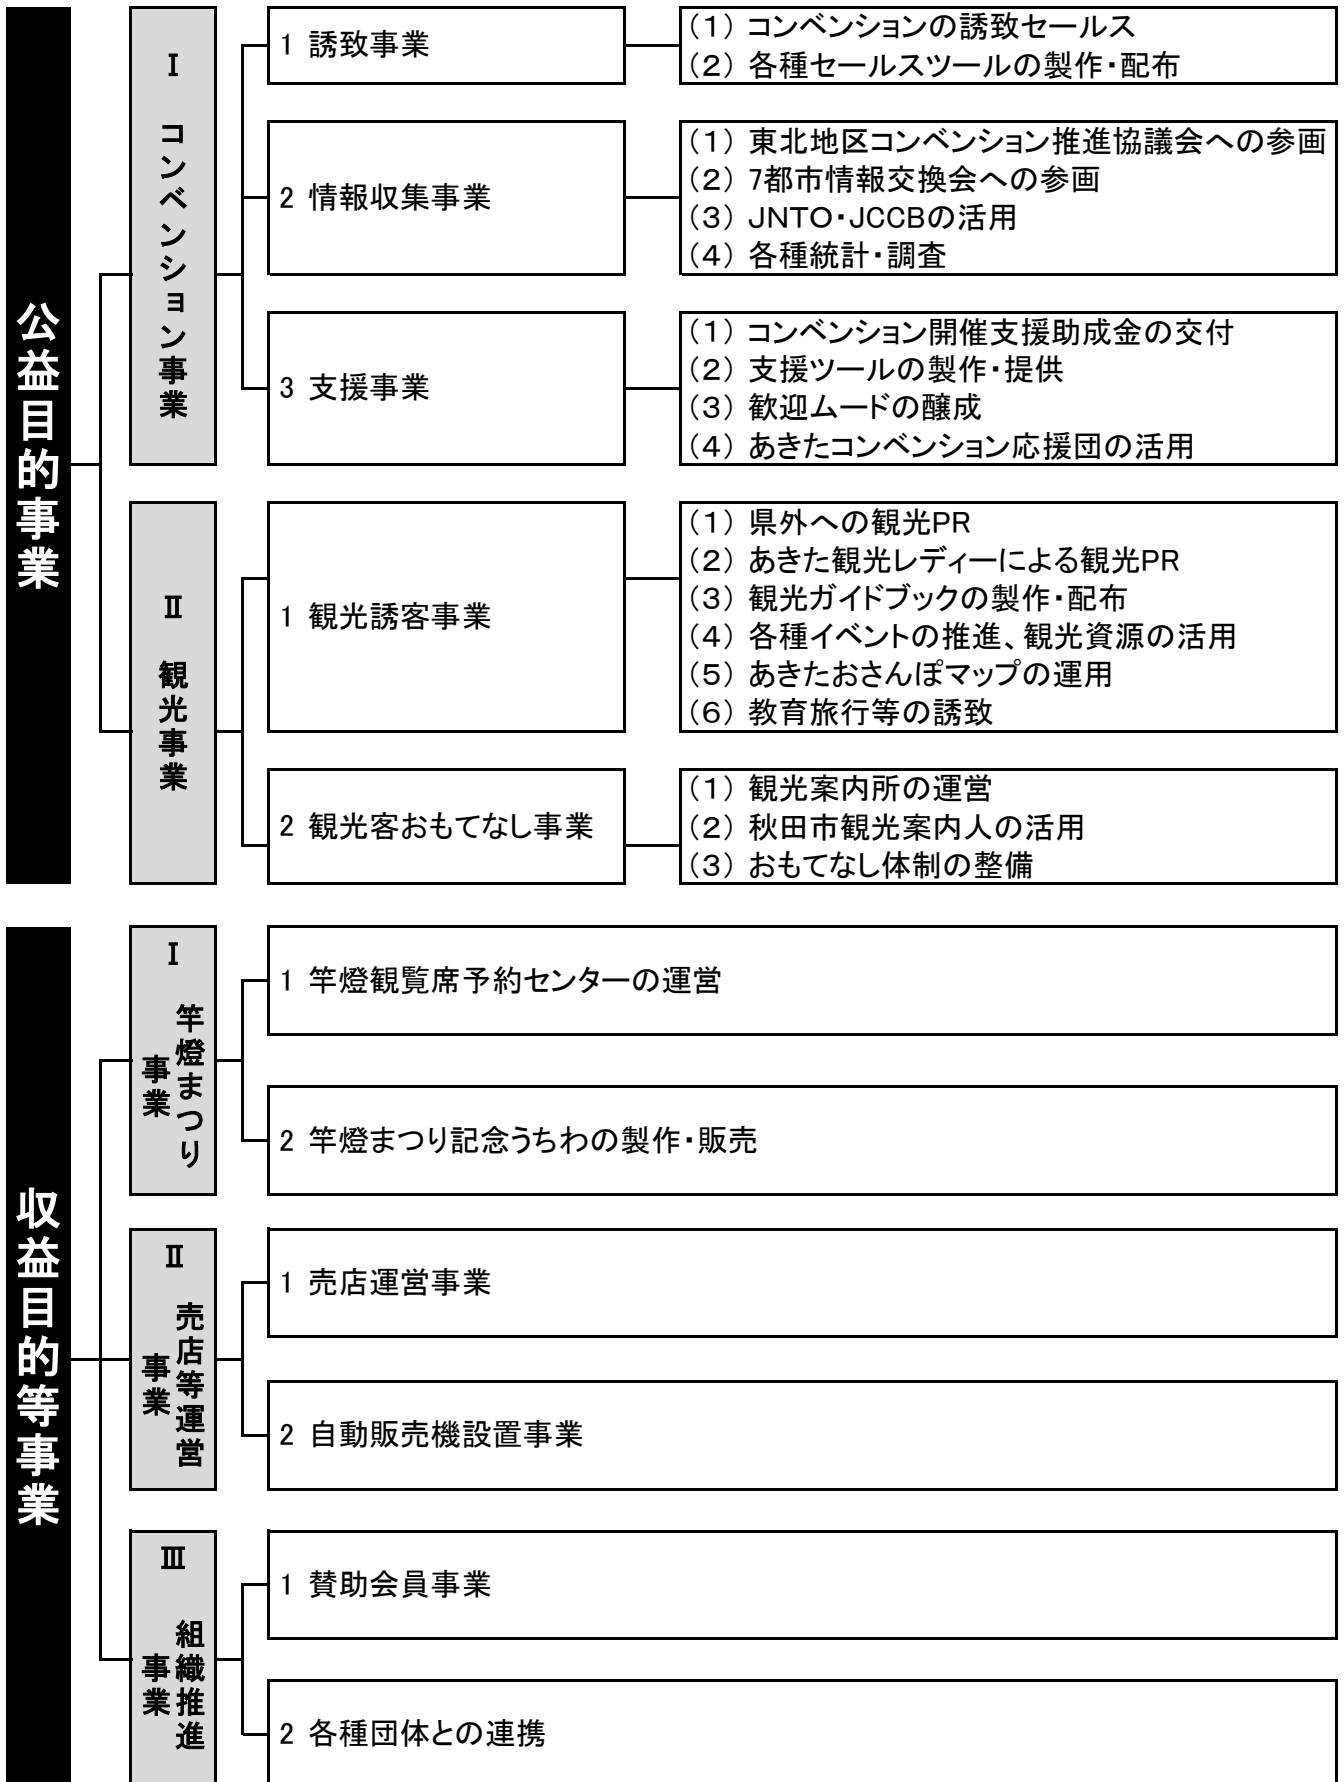 公益目的事業
Ⅰ コンベンション事業
1 誘致事業
(1) コンベンションの誘致セールス
(2) 各種セールスツールの製作・配布
2 情報収集事業
(1) 東北地区コンベンション推進協議会への参画
(2) 7都市情報交換会への参画
(3) JNTO・JCCBの活用
(4) 各種統計・調査
3 支援事業
(1) コンベンション開催支援助成金の交付
(2) 支援ツールの製作・提供
(3) 歓迎ムードの醸成
(4) あきたコンベンション応援団の活用
Ⅱ 観光事業
1 観光誘客事業
(1) 県外への観光PR
(2) あきた観光レディーによる観光PR
(3) 観光ガイドブックの製作・配布
(4) 各種イベントの推進、観光資源の活用
(5) あきたおさんぽマップの運用
(6) 教育旅行等の誘致
2 観光客おもてなし事業
(1) 観光案内所の運営
(2) 秋田市観光案内人の活用
(3) おもてなし体制の整備
収益目的等事業
Ⅰ
竿燈まつり
事業
1 竿燈観覧席予約センターの運営
2 竿燈まつり記念うちわの製作・販売
Ⅱ
売店等運営
事業
1 売店運営事業
2 自動販売機設置事業
Ⅲ
組織推進
事業
1 賛助会員事業
2 各種団体との連携